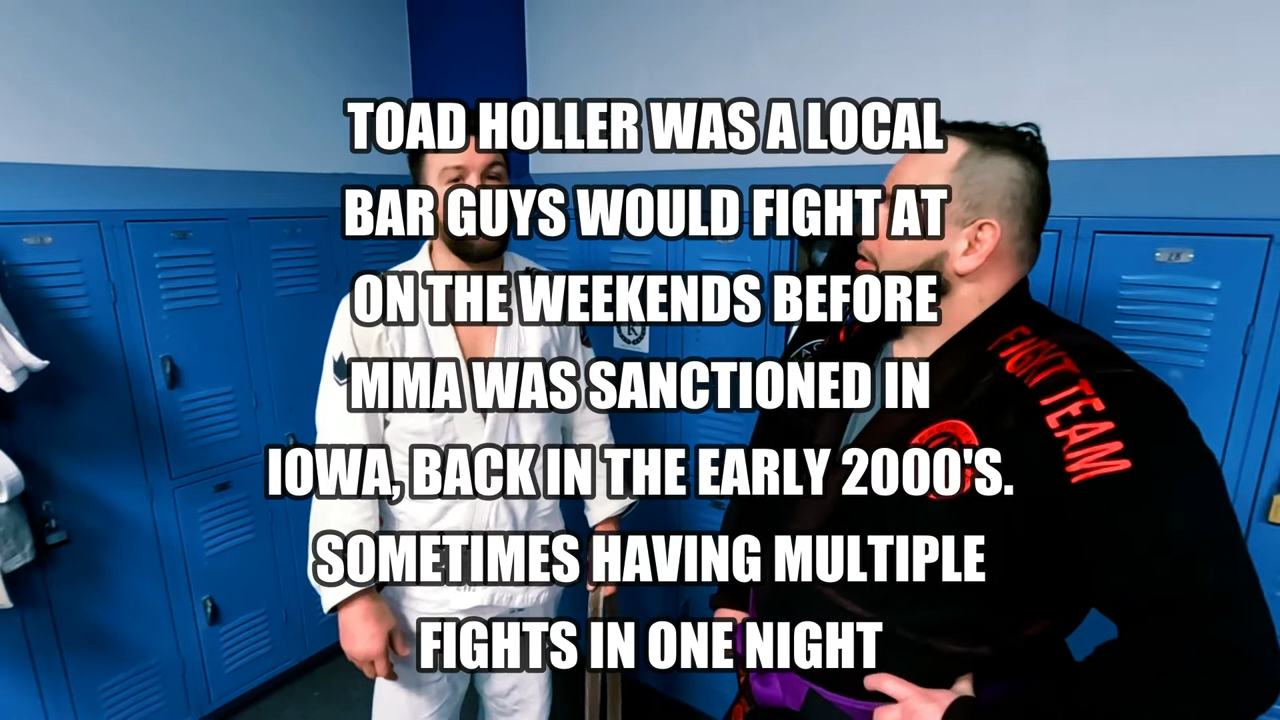 TOAD HOLLER WAS A LOCAL
BAR GUYS WOULD FIGHT AT
ON THE WEEKENDS BEFORE
MMA WAS SANCTIONED IN
IOWA, BACK IN THE EARLY 2000'S.
SOMETIMES HAVING MULTIPLE
FIGHTS IN ONE NIGHT
FIGHT TEAM
18